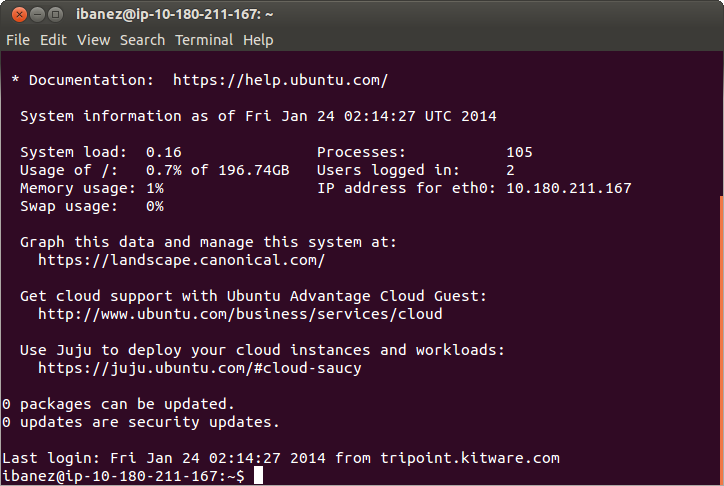 ibanez@ip-10-180-211-167: ~
File Edit View Search Terminal Help
* Documentation:  https://help.ubuntu.com/
System information as of Fri Jan 24 02:14:27 UTC 2014
System load:  0.16               Processes:           105
Usage of /:   0.7% of 196.74GB   Users logged in:     2
Memory usage: 1%                 IP address for eth0: 10.180.211.167
Swap usage:   0%
Graph this data and manage this system at:
https://landscape.canonical.com/
Get cloud support with Ubuntu Advantage Cloud Guest:
http://www.ubuntu.com/business/services/cloud
Use Juju to deploy your cloud instances and workloads:
https://juju.ubuntu.com/#cloud-saucy
0 packages can be updated.
0 updates are security updates.
Last login: Fri Jan 24 02:14:27 2014 from tripoint.kitware.com
ibanez@ip-10-180-211-167:~$